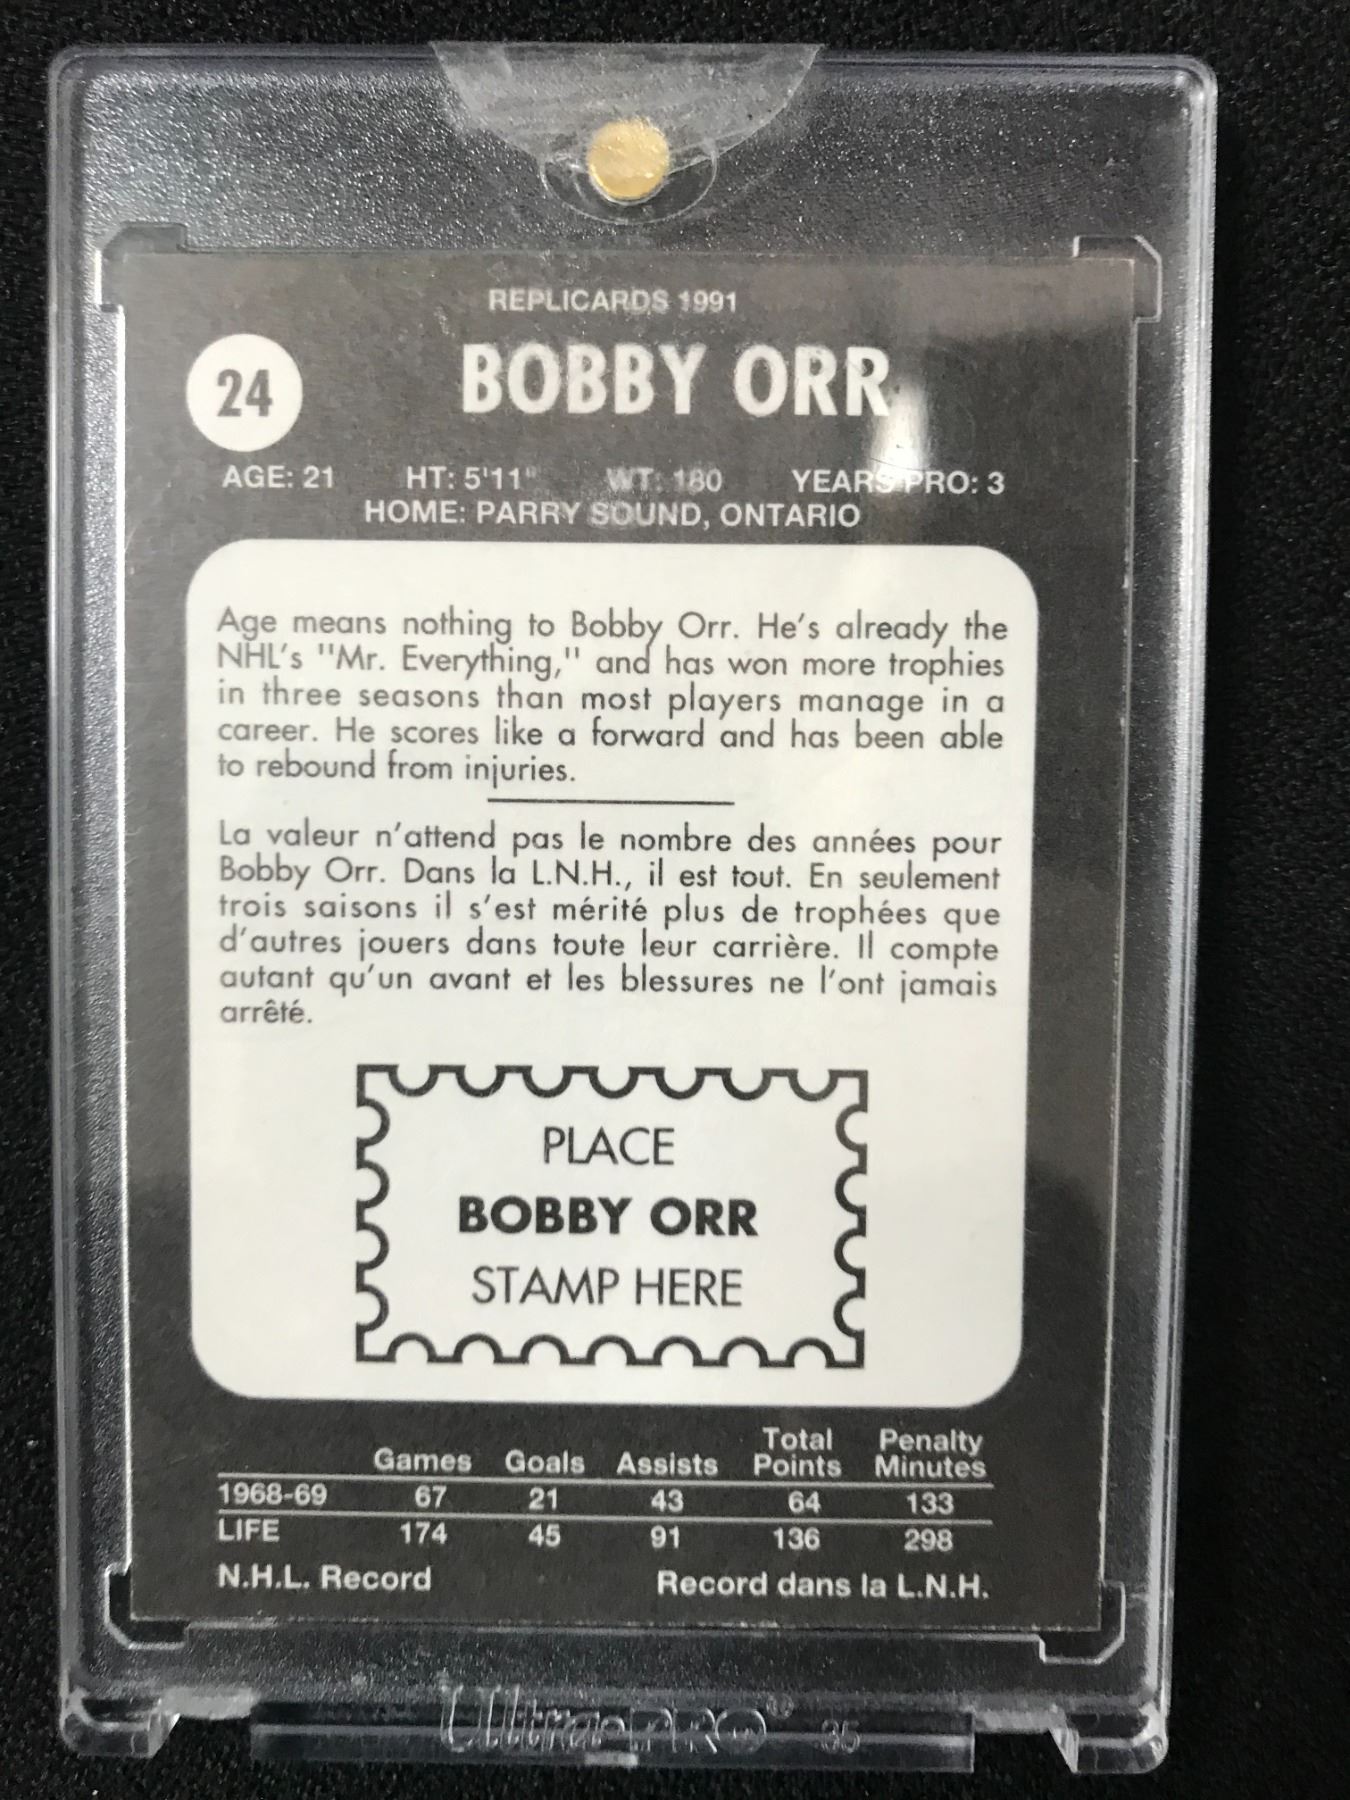 REPLICARDS 1991
24
BOBBY ORR
AGE: 21 HT: 5'11" WT: 180 YEARS PRO: 3
HOME: PARRY SOUND, ONTARIO
Age means nothing to Bobby Orr. He's already the
NHL's "Mr. Everything," and has won more trophies
in three seasons than most players manage in a
career. He scores like a forward and has been able
to rebound from injuries.
La valeur n'attend pas le nombre des années pour
Bobby Orr. Dans la L.N.H., il est tout. En seulement
trois saisons il s'est mérité plus de trophées que
d'autres jouers dans toute leur carrière. Il compte
autant qu'un avant et les blessures ne l'ont jamais
arrêté.
PLACE
BOBBY ORR
STAMP HERE
Games Goals Assists Total Points Penalty Minutes
1968-69 67 21 43 64 133
LIFE 174 45 91 136 298
N.H.L. Record Record dans la L.N.H.
Ultra·PRO® 35